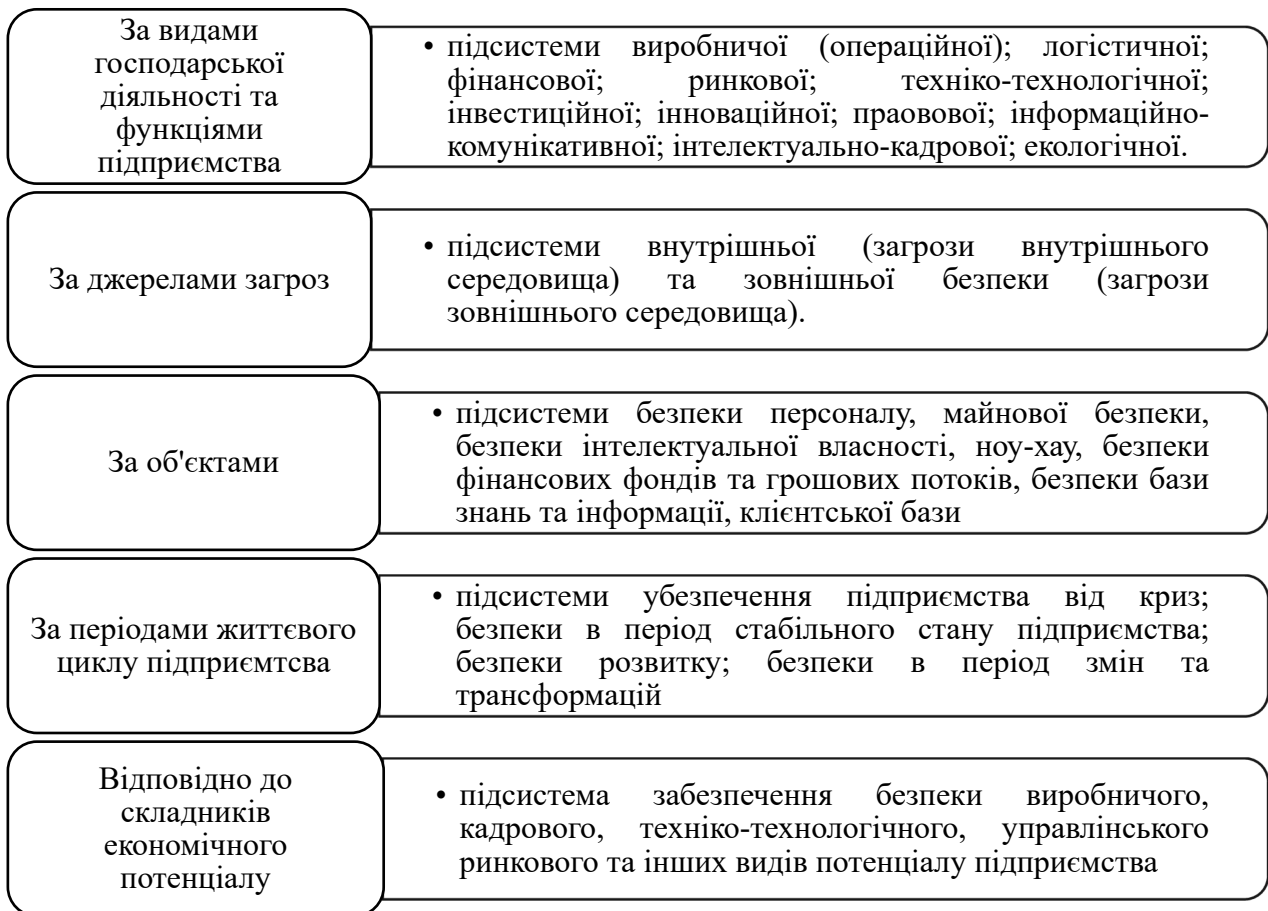 За видами
господарської
діяльності та
функціями
підприємства
• підсистеми виробничої (операційної); логістичної;
фінансової; ринкової; техніко-технологічної;
інвестиційної; інноваційної; праовової; інформаційно-
комунікативної; інтелектуально-кадрової; екологічної.
За джерелами загроз
• підсистеми внутрішньої (загрози внутрішнього
середовища) та зовнішньої безпеки (загрози
зовнішнього середовища).
За об'єктами
• підсистеми безпеки персоналу, майнової безпеки,
безпеки інтелектуальної власності, ноу-хау, безпеки
фінансових фондів та грошових потоків, безпеки бази
знань та інформації, клієнтської бази
За періодами життєвого
циклу підприємтсва
• підсистеми убезпечення підприємства від криз;
безпеки в період стабільного стану підприємства;
безпеки розвитку; безпеки в період змін та
трансформацій
Відповідно до
складників
економічного
потенціалу
• підсистема забезпечення безпеки виробничого,
кадрового, техніко-технологічного, управлінського
ринкового та інших видів потенціалу підприємства